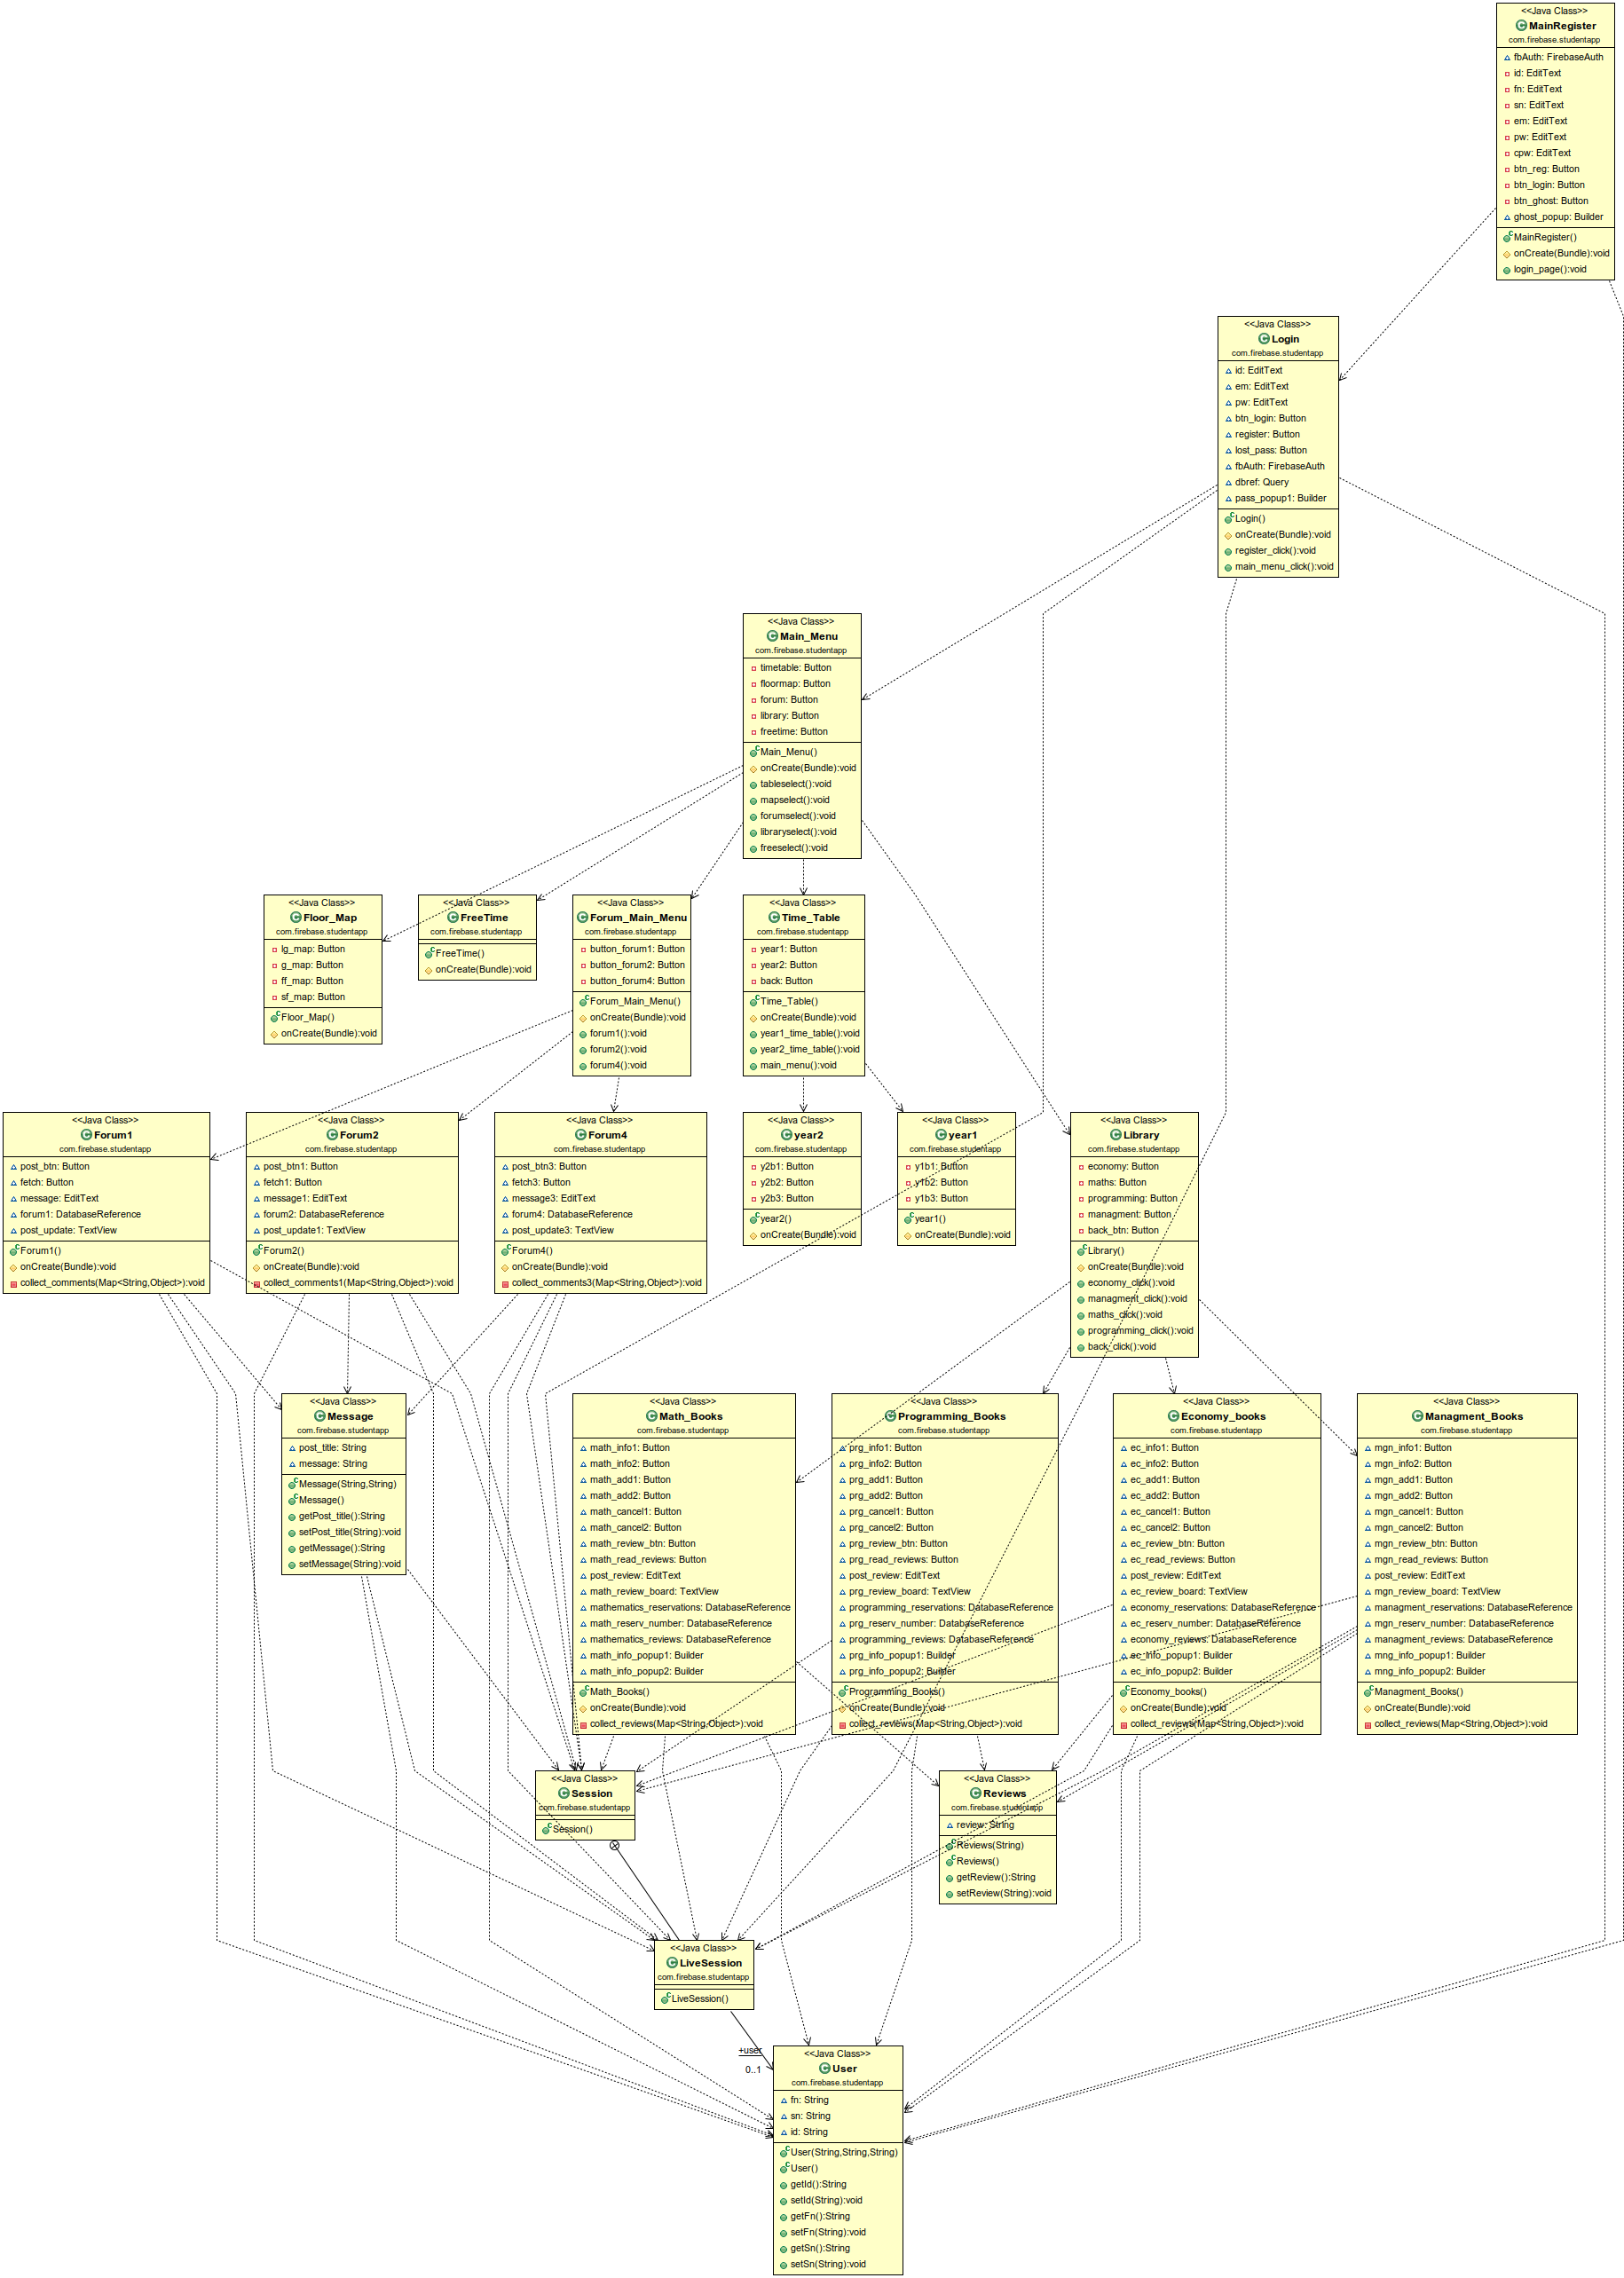 <<Java Class>>
MainRegister
com.firebase.studentapp
fbAuth: FirebaseAuth
id: EditText
fn: EditText
sn: EditText
em: EditText
pw: EditText
cpw: EditText
btn_reg: Button
btn_login: Button
btn_ghost: Button
ghost_popup: Builder
MainRegister()
onCreate(Bundle):void
login_page():void
<<Java Class>>
Login
com.firebase.studentapp
id: EditText
em: EditText
pw: EditText
btn_login: Button
register: Button
lost_pass: Button
fbAuth: FirebaseAuth
dbref: Query
pass_popup1: Builder
Login()
onCreate(Bundle):void
register_click():void
main_menu_click():void
<<Java Class>>
Main_Menu
com.firebase.studentapp
timetable: Button
floormap: Button
forum: Button
library: Button
freetime: Button
Main_Menu()
onCreate(Bundle):void
tableselect():void
mapselect():void
forumselect():void
libraryselect():void
freeselect():void
<<Java Class>>
Floor_Map
com.firebase.studentapp
lg_map: Button
g_map: Button
ff_map: Button
sf_map: Button
Floor_Map()
onCreate(Bundle):void
<<Java Class>>
FreeTime
com.firebase.studentapp
FreeTime()
onCreate(Bundle):void
<<Java Class>>
Forum_Main_Menu
com.firebase.studentapp
button_forum1: Button
button_forum2: Button
button_forum4: Button
Forum_Main_Menu()
onCreate(Bundle):void
forum1():void
forum2():void
forum4():void
<<Java Class>>
Time_Table
com.firebase.studentapp
year1: Button
year2: Button
back: Button
Time_Table()
onCreate(Bundle):void
year1_time_table():void
year2_time_table():void
main_menu():void
<<Java Class>>
Forum1
com.firebase.studentapp
post_btn: Button
fetch: Button
message: EditText
forum1: DatabaseReference
post_update: TextView
Forum1()
onCreate(Bundle):void
collect_comments(Map<String,Object>):void
<<Java Class>>
Forum2
com.firebase.studentapp
post_btn1: Button
fetch1: Button
message1: EditText
forum2: DatabaseReference
post_update1: TextView
Forum2()
onCreate(Bundle):void
collect_comments1(Map<String,Object>):void
<<Java Class>>
Forum4
com.firebase.studentapp
post_btn3: Button
fetch3: Button
message3: EditText
forum4: DatabaseReference
post_update3: TextView
Forum4()
onCreate(Bundle):void
collect_comments3(Map<String,Object>):void
<<Java Class>>
year2
com.firebase.studentapp
y2b1: Button
y2b2: Button
y2b3: Button
year2()
onCreate(Bundle):void
<<Java Class>>
year1
com.firebase.studentapp
y1b1: Button
y1b2: Button
y1b3: Button
year1()
onCreate(Bundle):void
<<Java Class>>
Library
com.firebase.studentapp
economy: Button
maths: Button
programming: Button
managment: Button
back_btn: Button
Library()
onCreate(Bundle):void
economy_click():void
managment_click():void
maths_click():void
programming_click():void
back_click():void
<<Java Class>>
Message
com.firebase.studentapp
post_title: String
message: String
Message(String,String)
Message()
getPost_title():String
setPost_title(String):void
getMessage():String
setMessage(String):void
<<Java Class>>
Math_Books
com.firebase.studentapp
math_info1: Button
math_info2: Button
math_add1: Button
math_add2: Button
math_cancel1: Button
math_cancel2: Button
math_review_btn: Button
math_read_reviews: Button
post_review: EditText
math_review_board: TextView
mathematics_reservations: DatabaseReference
math_reserv_number: DatabaseReference
mathematics_reviews: DatabaseReference
math_info_popup1: Builder
math_info_popup2: Builder
Math_Books()
onCreate(Bundle):void
collect_reviews(Map<String,Object>):void
<<Java Class>>
Programming_Books
com.firebase.studentapp
prg_info1: Button
prg_info2: Button
prg_add1: Button
prg_add2: Button
prg_cancel1: Button
prg_cancel2: Button
prg_review_btn: Button
prg_read_reviews: Button
post_review: EditText
prg_review_board: TextView
programming_reservations: DatabaseReference
prg_reserv_number: DatabaseReference
programming_reviews: DatabaseReference
prg_info_popup1: Builder
prg_info_popup2: Builder
Programming_Books()
onCreate(Bundle):void
collect_reviews(Map<String,Object>):void
<<Java Class>>
Economy_books
com.firebase.studentapp
ec_info1: Button
ec_info2: Button
ec_add1: Button
ec_add2: Button
ec_cancel1: Button
ec_cancel2: Button
ec_review_btn: Button
ec_read_reviews: Button
post_review: EditText
ec_review_board: TextView
economy_reservations: DatabaseReference
ec_reserv_number: DatabaseReference
economy_reviews: DatabaseReference
ec_info_popup1: Builder
ec_info_popup2: Builder
Economy_books()
onCreate(Bundle):void
collect_reviews(Map<String,Object>):void
<<Java Class>>
Managment_Books
com.firebase.studentapp
mgn_info1: Button
mgn_info2: Button
mgn_add1: Button
mgn_add2: Button
mgn_cancel1: Button
mgn_cancel2: Button
mgn_review_btn: Button
mgn_read_reviews: Button
post_review: EditText
mgn_review_board: TextView
managment_reservations: DatabaseReference
mgn_reserv_number: DatabaseReference
managment_reviews: DatabaseReference
mng_info_popup1: Builder
mng_info_popup2: Builder
Managment_Books()
onCreate(Bundle):void
collect_reviews(Map<String,Object>):void
<<Java Class>>
Session
com.firebase.studentapp
Session()
<<Java Class>>
Reviews
com.firebase.studentapp
review: String
Reviews(String)
Reviews()
getReview():String
setReview(String):void
<<Java Class>>
LiveSession
com.firebase.studentapp
LiveSession()
+user
0..1
<<Java Class>>
User
com.firebase.studentapp
fn: String
sn: String
id: String
User(String,String,String)
User()
getId():String
setId(String):void
getFn():String
setFn(String):void
getSn():String
setSn(String):void